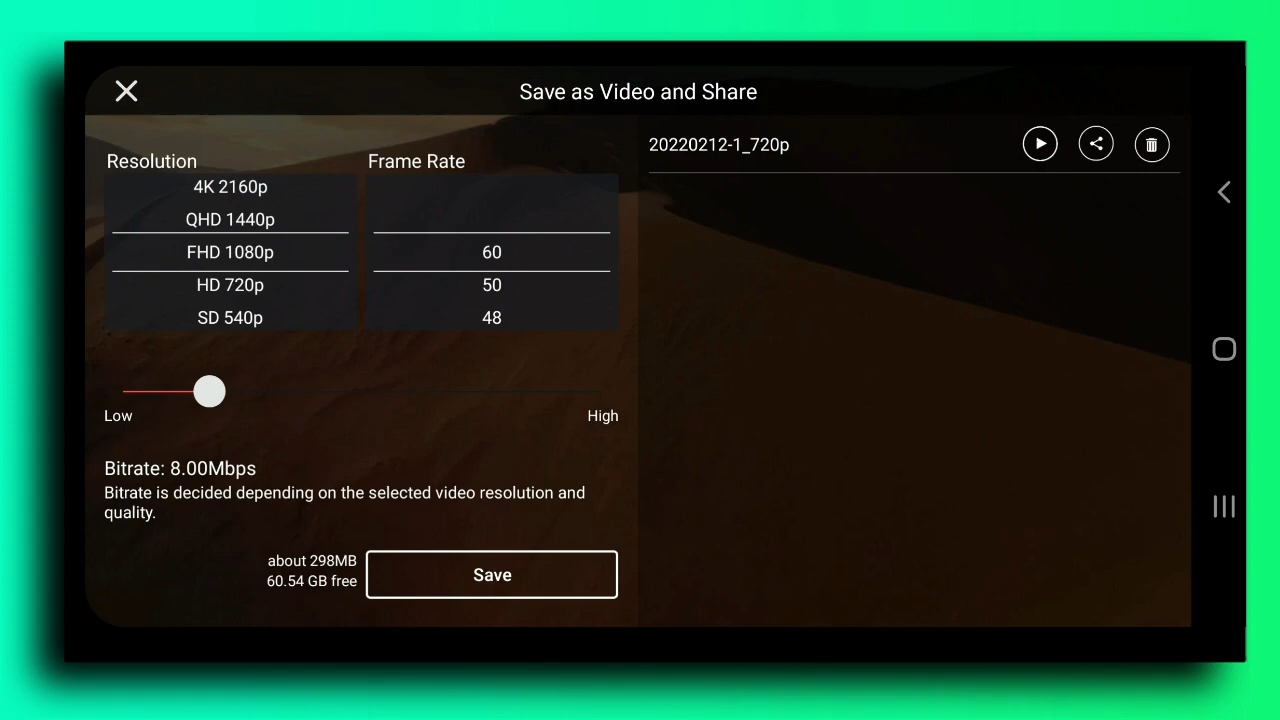 Save as Video and Share
Resolution
4K 2160p
QHD 1440p
FHD 1080p
HD 720p
SD 540p
Frame Rate
60
50
48
Low
High
Bitrate: 8.00Mbps
Bitrate is decided depending on the selected video resolution and
quality.
about 298MB
60.54 GB free
Save
20220212-1_720p